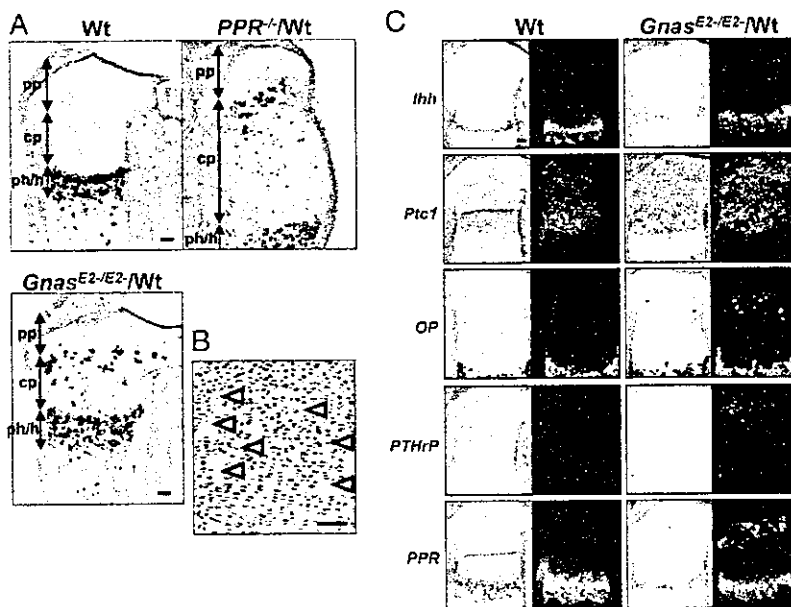 A
Wt
PPR-/-/Wt
pp
cp
ph/h
pp
cp
ph/h
GnasE2-/E2-/Wt
pp
cp
ph/h
B
C
Wt
GnasE2-/E2-/Wt
Ihh
Ptc1
OP
PTHrP
PPR